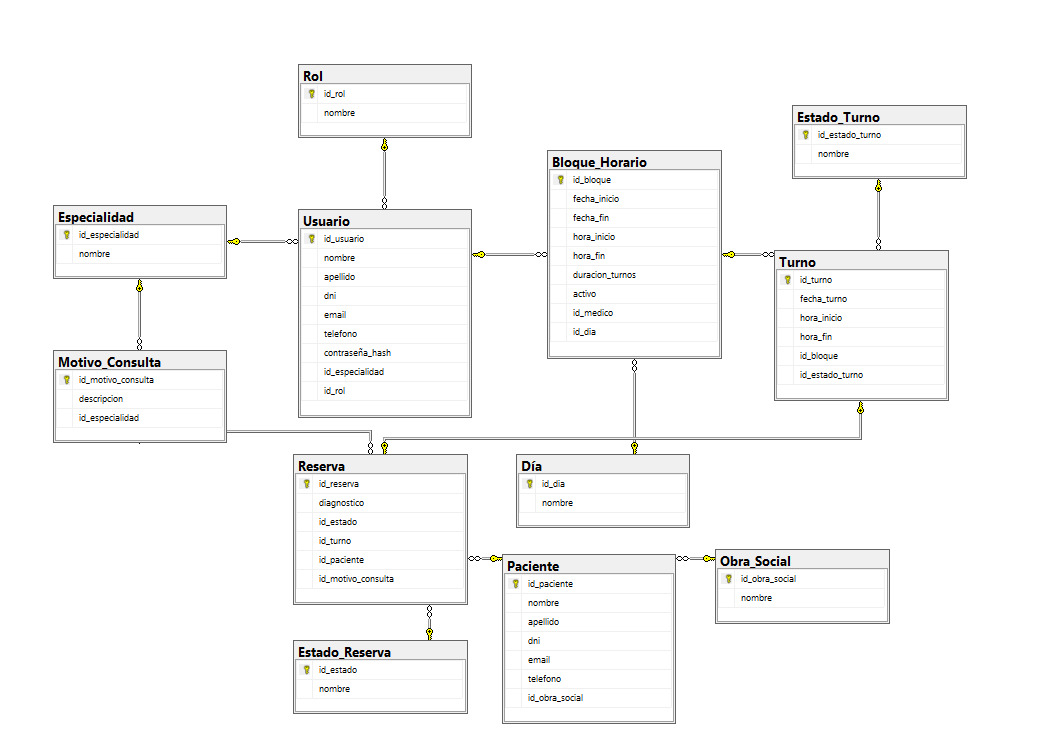 Rol
id_rol
nombre
Estado_Turno
id_estado_turno
nombre
Bloque_Horario
id_bloque
fecha_inicio
fecha_fin
hora_inicio
hora_fin
duracion_turnos
activo
id_medico
id_dia
Especialidad
id_especialidad
nombre
Usuario
id_usuario
nombre
apellido
dni
email
telefono
contraseña_hash
id_especialidad
id_rol
Turno
id_turno
fecha_turno
hora_inicio
hora_fin
id_bloque
id_estado_turno
Motivo_Consulta
id_motivo_consulta
descripcion
id_especialidad
Reserva
id_reserva
diagnostico
id_estado
id_turno
id_paciente
id_motivo_consulta
Día
id_dia
nombre
Paciente
id_paciente
nombre
apellido
dni
email
telefono
id_obra_social
Obra_Social
id_obra_social
nombre
Estado_Reserva
id_estado
nombre